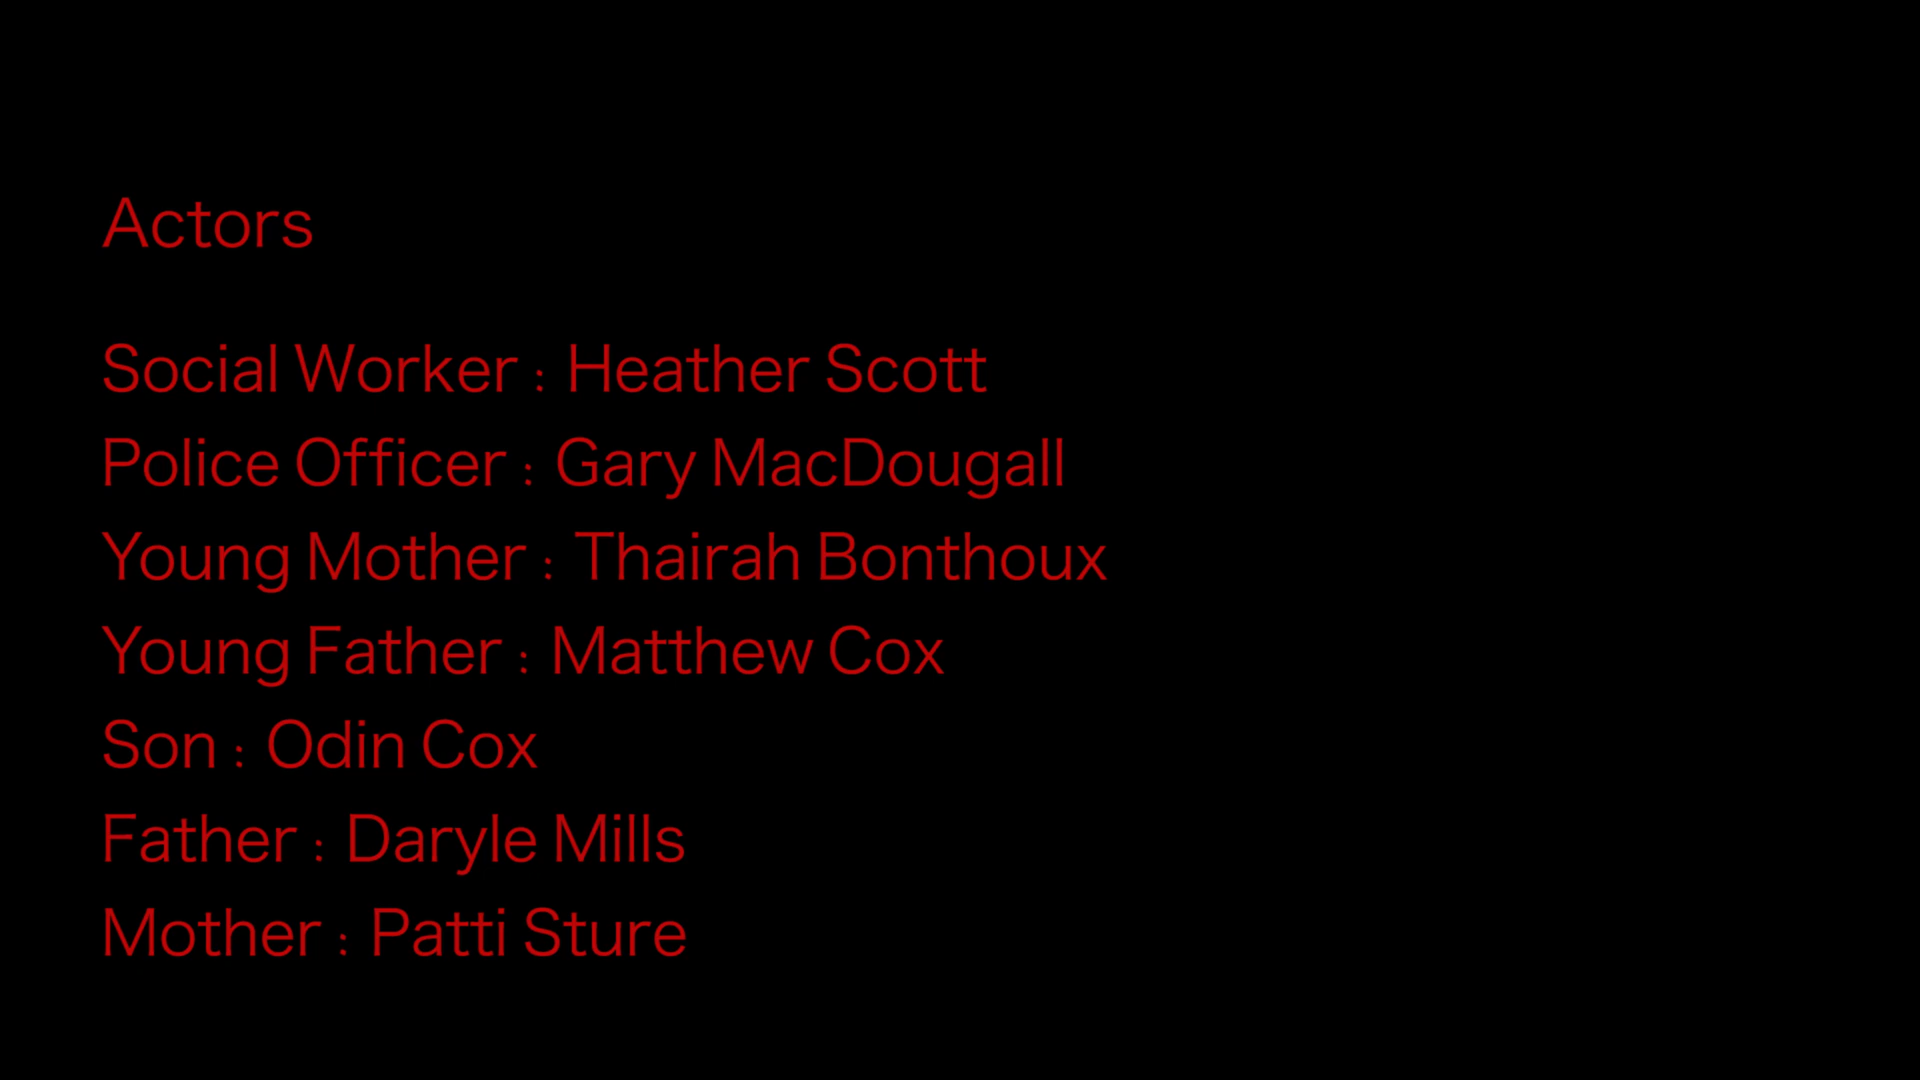 Actors
Social Worker : Heather Scott
Police Officer : Gary MacDougall
Young Mother : Thairah Bonthoux
Young Father : Matthew Cox
Son : Odin Cox
Father : Daryle Mills
Mother : Patti Sture